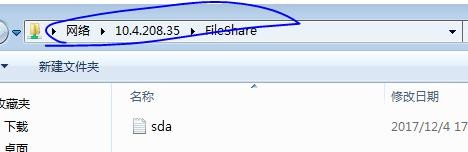 网络 10.4.208.35 FileShare
新建文件夹
名称 修改日期
收藏夹
下载 sda 2017/12/4 17
桌面